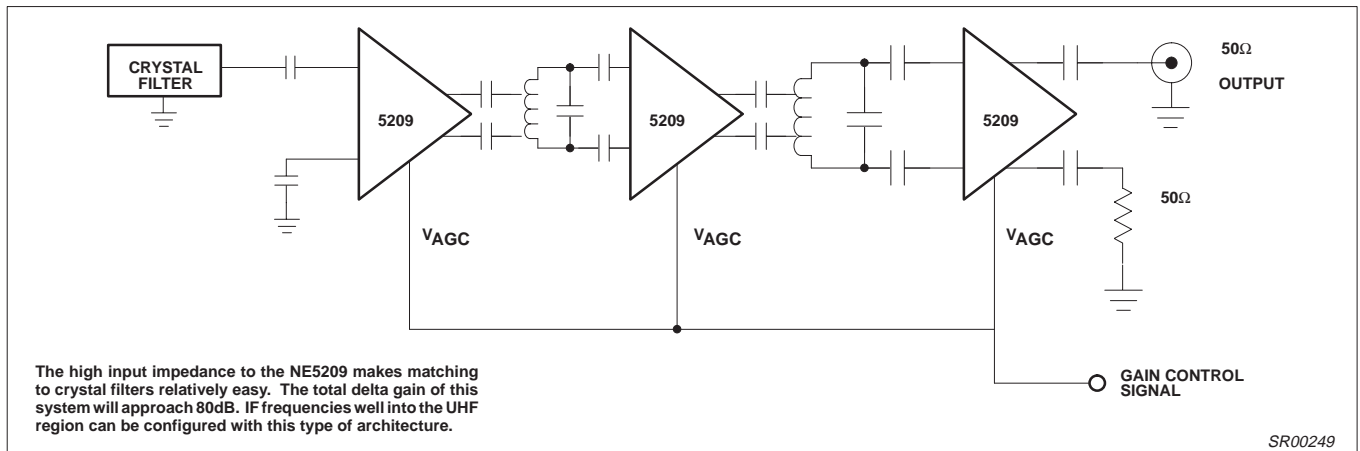 CRYSTAL
FILTER
5209
5209
5209
50Ω
OUTPUT
50Ω
VAGC
VAGC
VAGC
The high input impedance to the NE5209 makes matching
to crystal filters relatively easy. The total delta gain of this
system will approach 80dB. IF frequencies well into the UHF
region can be configured with this type of architecture.
GAIN CONTROL
SIGNAL
SR00249